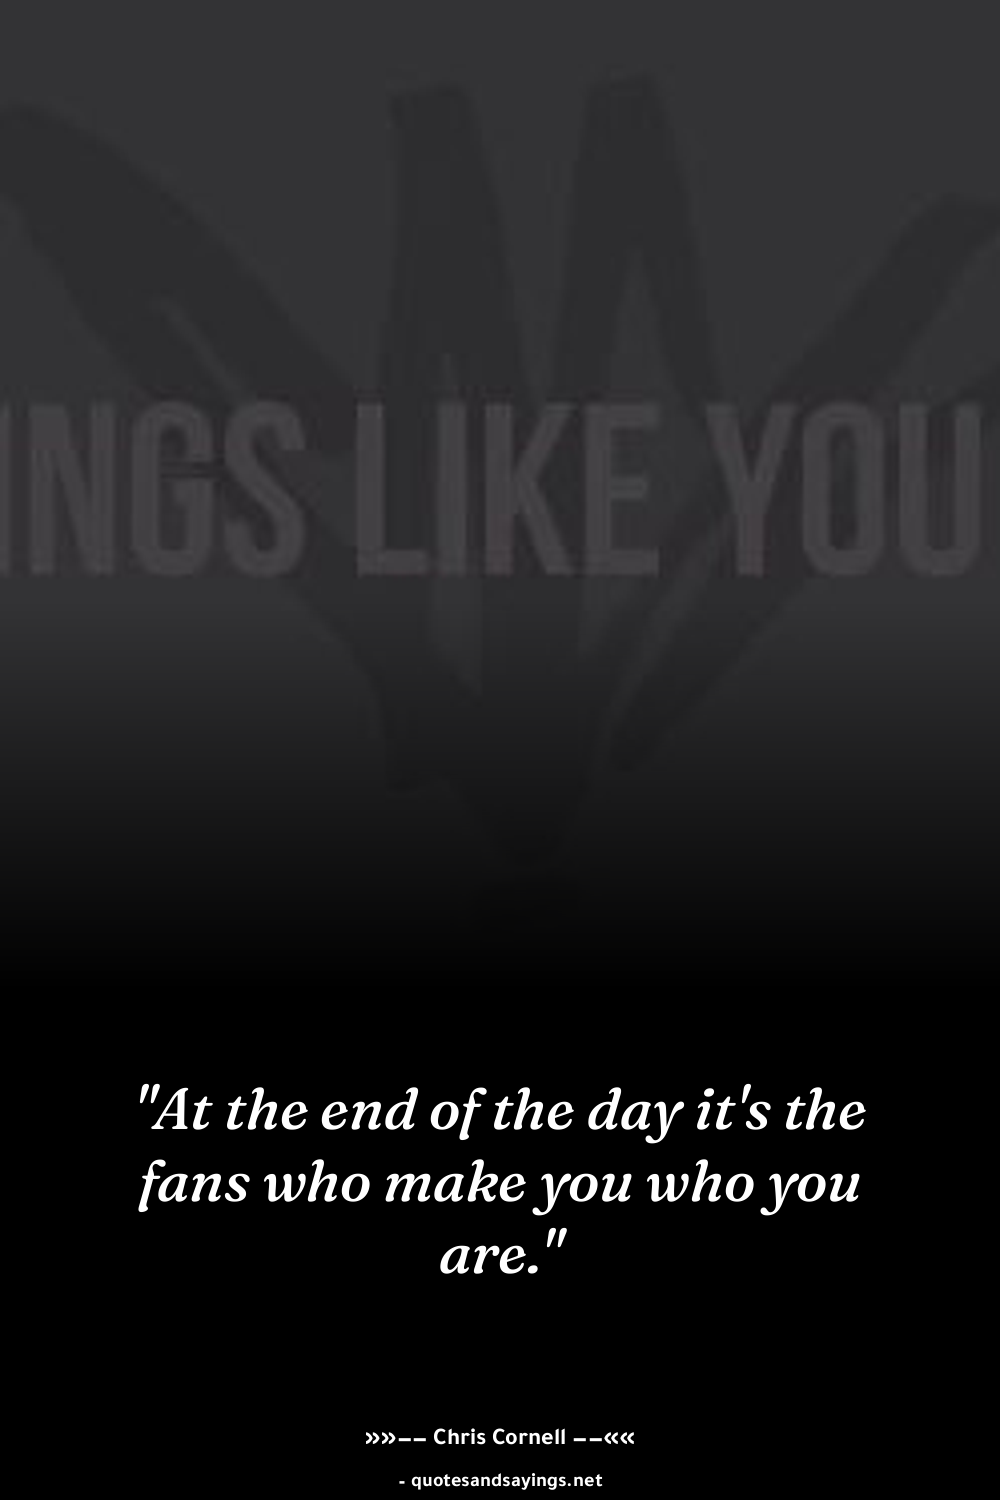 INGS LIKE YOU
"At the end of the day it's the
fans who make you who you
are."
»»–– Chris Cornell ––««
- quotesandsayings.net